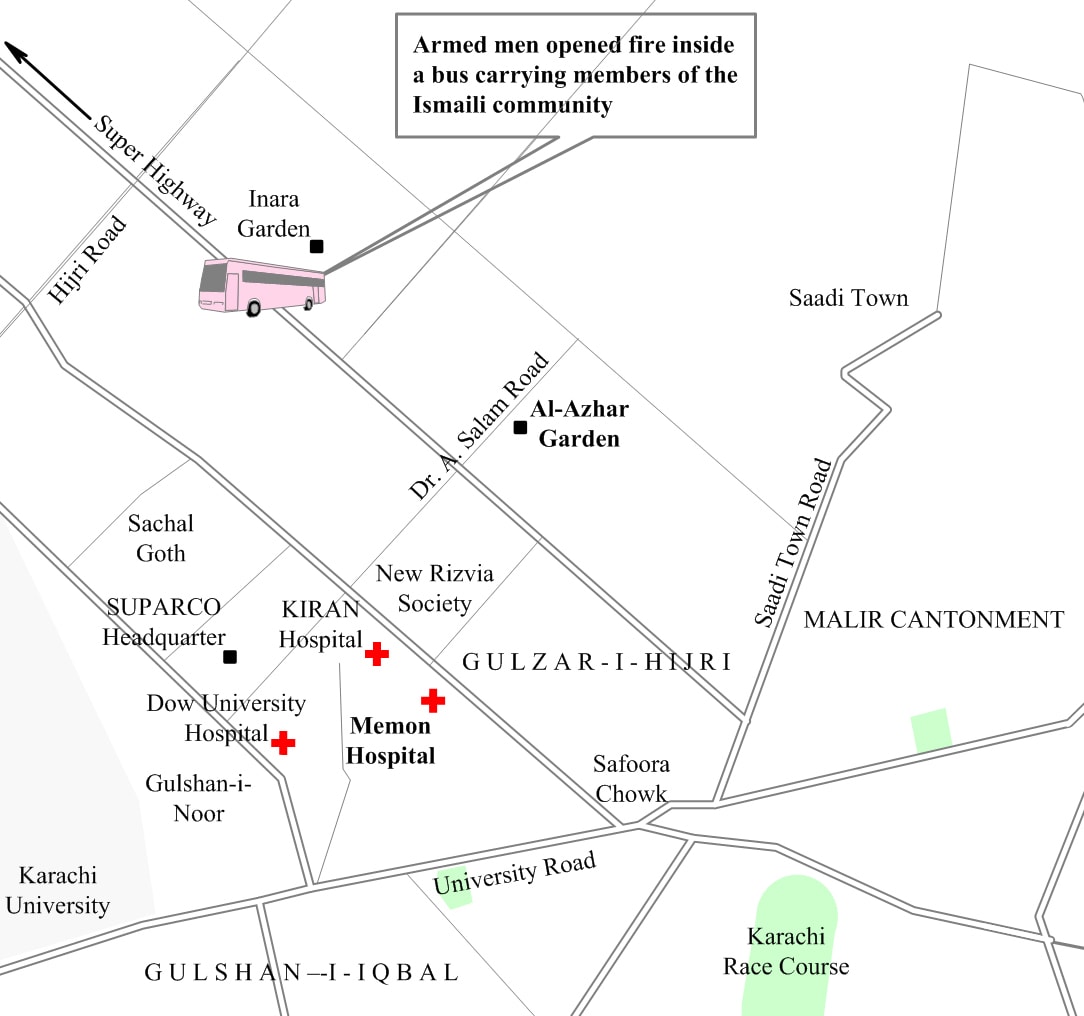 Armed men opened fire inside
a bus carrying members of the
Ismaili community
Super Highway
Inara
Garden
Hijri Road
Saadi Town
Dr. A. Salam Road
Al-Azhar
Garden
Saadi Town Road
Sachal
Goth
New Rizvia
Society
SUPARCO
Headquarter
KIRAN
Hospital
MALIR CANTONMENT
GULZAR-I-HIJRI
Dow University
Hospital
Memon
Hospital
Gulshan-i-
Noor
Safoora
Chowk
University Road
Karachi
University
Karachi
Race Course
GULSHAN–-I-IQBAL